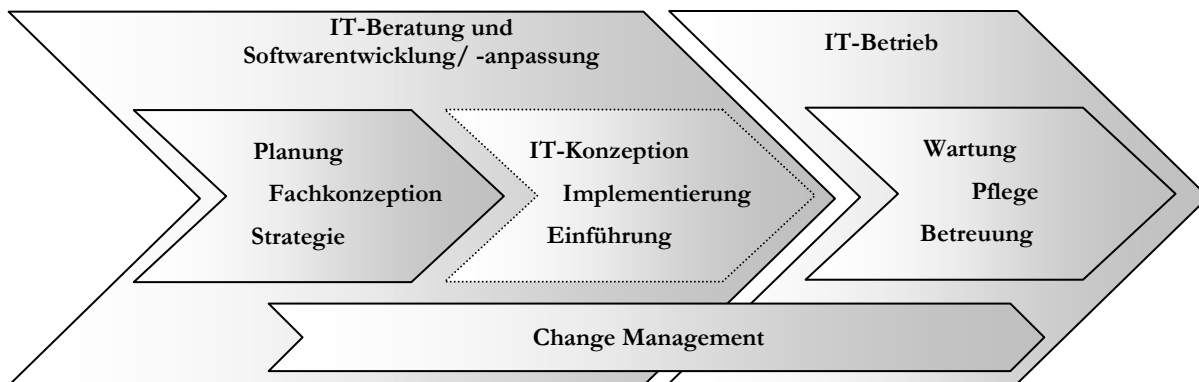 IT-Beratung und
Softwarentwicklung/ -anpassung
IT-Betrieb
Planung
Fachkonzeption
Strategie
IT-Konzeption
Implementierung
Einführung
Wartung
Pflege
Betreuung
Change Management